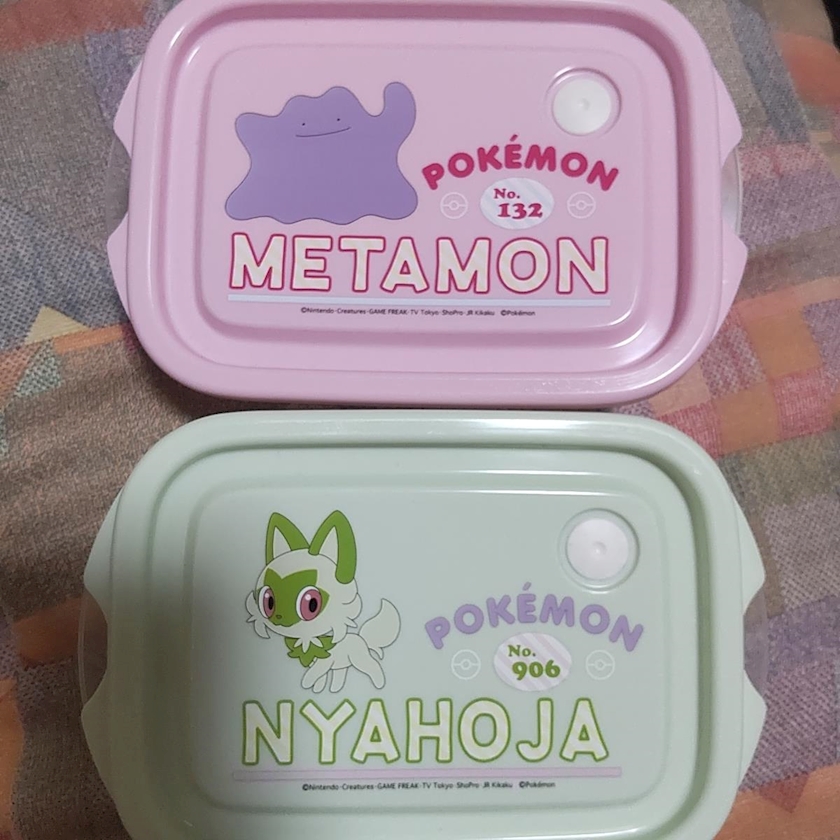 POKÉMON
No.
132
METAMON
©Nintendo·Creatures·GAME FREAK·TV Tokyo·ShoPro·JR Kikaku ©Pokémon
POKÉMON
No.
906
NYAHOJA
©Nintendo·Creatures·GAME FREAK·TV Tokyo·ShoPro·JR Kikaku ©Pokémon